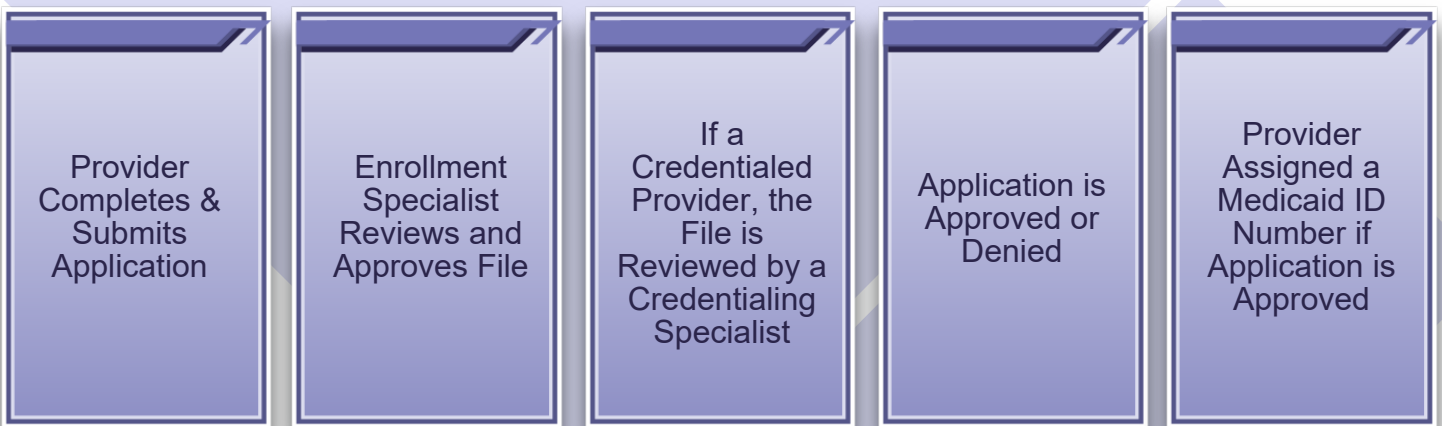 Provider
Completes &
Submits
Application
Enrollment
Specialist
Reviews and
Approves File
If a
Credentialed
Provider, the
File is
Reviewed by a
Credentialing
Specialist
Application is
Approved or
Denied
Provider
Assigned a
Medicaid ID
Number if
Application is
Approved